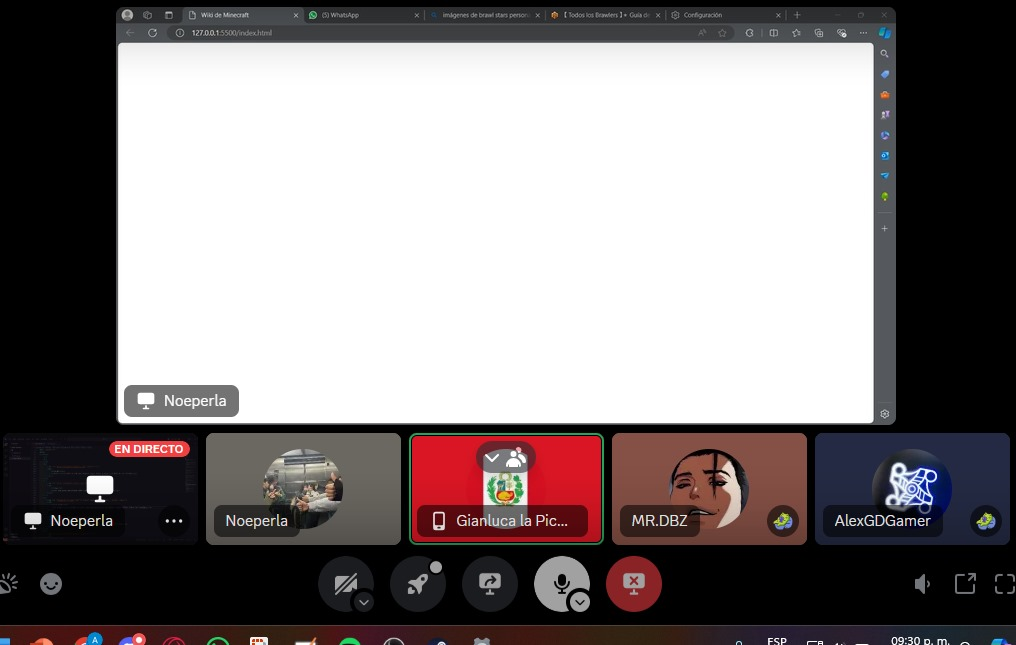 Wiki de Minecraft
(5) WhatsApp
imágenes de brawl stars person
【Todos los Brawlers】» Guía de
Configuración
127.0.0.1:5500/index.html
Noeperla
EN DIRECTO
Noeperla
Noeperla
Gianluca la Pic...
MR.DBZ
AlexGDGamer
ESP
09:30 p. m.